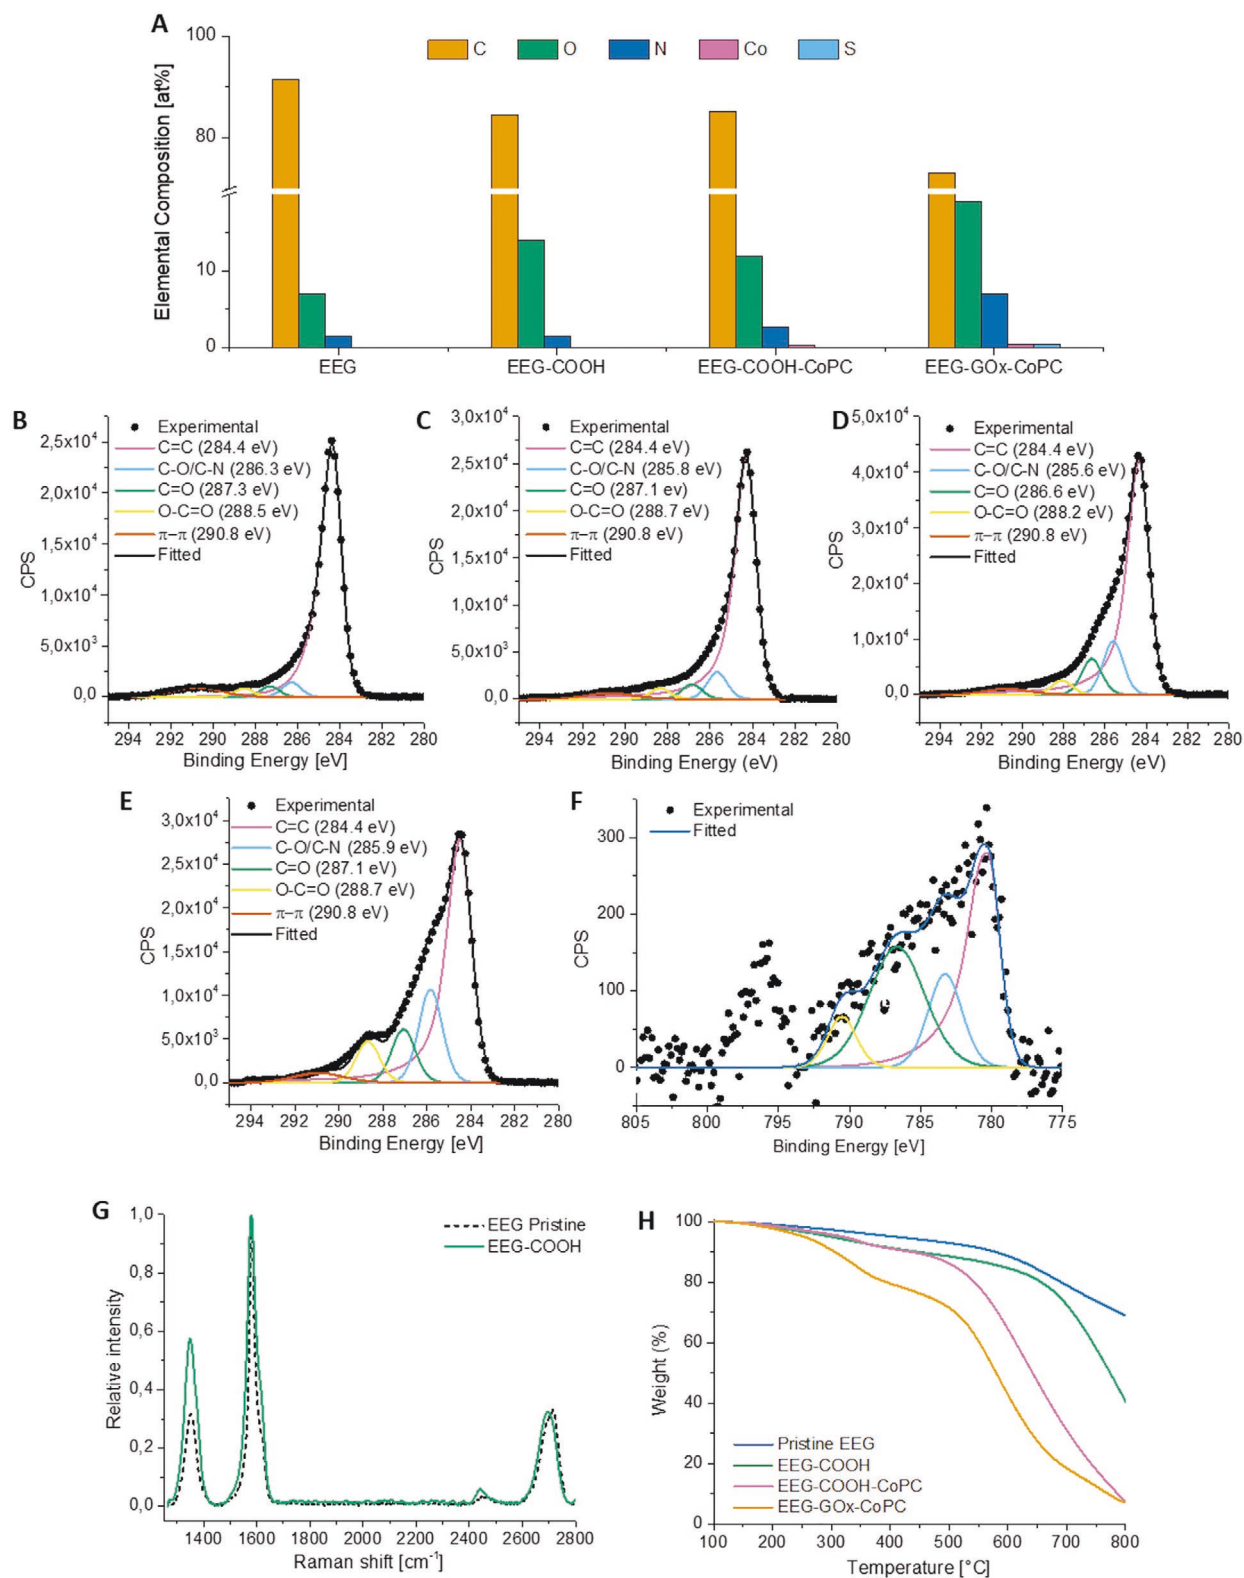 A
100
80
10
0
Elemental Composition [at%]
C O N Co S
EEG EEG-COOH EEG-COOH-CoPC EEG-GOx-CoPC
B
Experimental
C=C (284.4 eV)
C-O/C-N (286.3 eV)
C=O (287.3 eV)
O-C=O (288.5 eV)
π–π (290.8 eV)
Fitted
2,5x10⁴
2,0x10⁴
1,5x10⁴
1,0x10⁴
5,0x10³
0,0
CPS
294 292 290 288 286 284 282 280
Binding Energy [eV]
C
Experimental
C=C (284.4 eV)
C-O/C-N (285.8 eV)
C=O (287.1 ev)
O-C=O (288.7 eV)
π–π (290.8 eV)
Fitted
3,0x10⁴
2,5x10⁴
2,0x10⁴
1,5x10⁴
1,0x10⁴
5,0x10³
0,0
CPS
294 292 290 288 286 284 282 280
Binding Energy (eV)
D
Experimental
C=C (284.4 eV)
C-O/C-N (285.6 eV)
C=O (286.6 eV)
O-C=O (288.2 eV)
π–π (290.8 eV)
Fitted
5,0x10⁴
4,0x10⁴
3,0x10⁴
2,0x10⁴
1,0x10⁴
0,0
CPS
294 292 290 288 286 284 282 280
Binding Energy (eV)
E
Experimental
C=C (284.4 eV)
C-O/C-N (285.9 eV)
C=O (287.1 eV)
O-C=O (288.7 eV)
π–π (290.8 eV)
Fitted
3,0x10⁴
2,5x10⁴
2,0x10⁴
1,5x10⁴
1,0x10⁴
5,0x10³
0,0
CPS
294 292 290 288 286 284 282 280
Binding Energy [eV]
F
Experimental
Fitted
300
200
100
0
CPS
805 800 795 790 785 780 775
Binding Energy [eV]
G
EEG Pristine
EEG-COOH
1,0
0,8
0,6
0,4
0,2
0,0
Relative intensity
1400 1600 1800 2000 2200 2400 2600 2800
Raman shift [cm⁻¹]
H
100
80
60
40
20
0
Weight (%)
Pristine EEG
EEG-COOH
EEG-COOH-CoPC
EEG-GOx-CoPC
100 200 300 400 500 600 700 800
Temperature [°C]